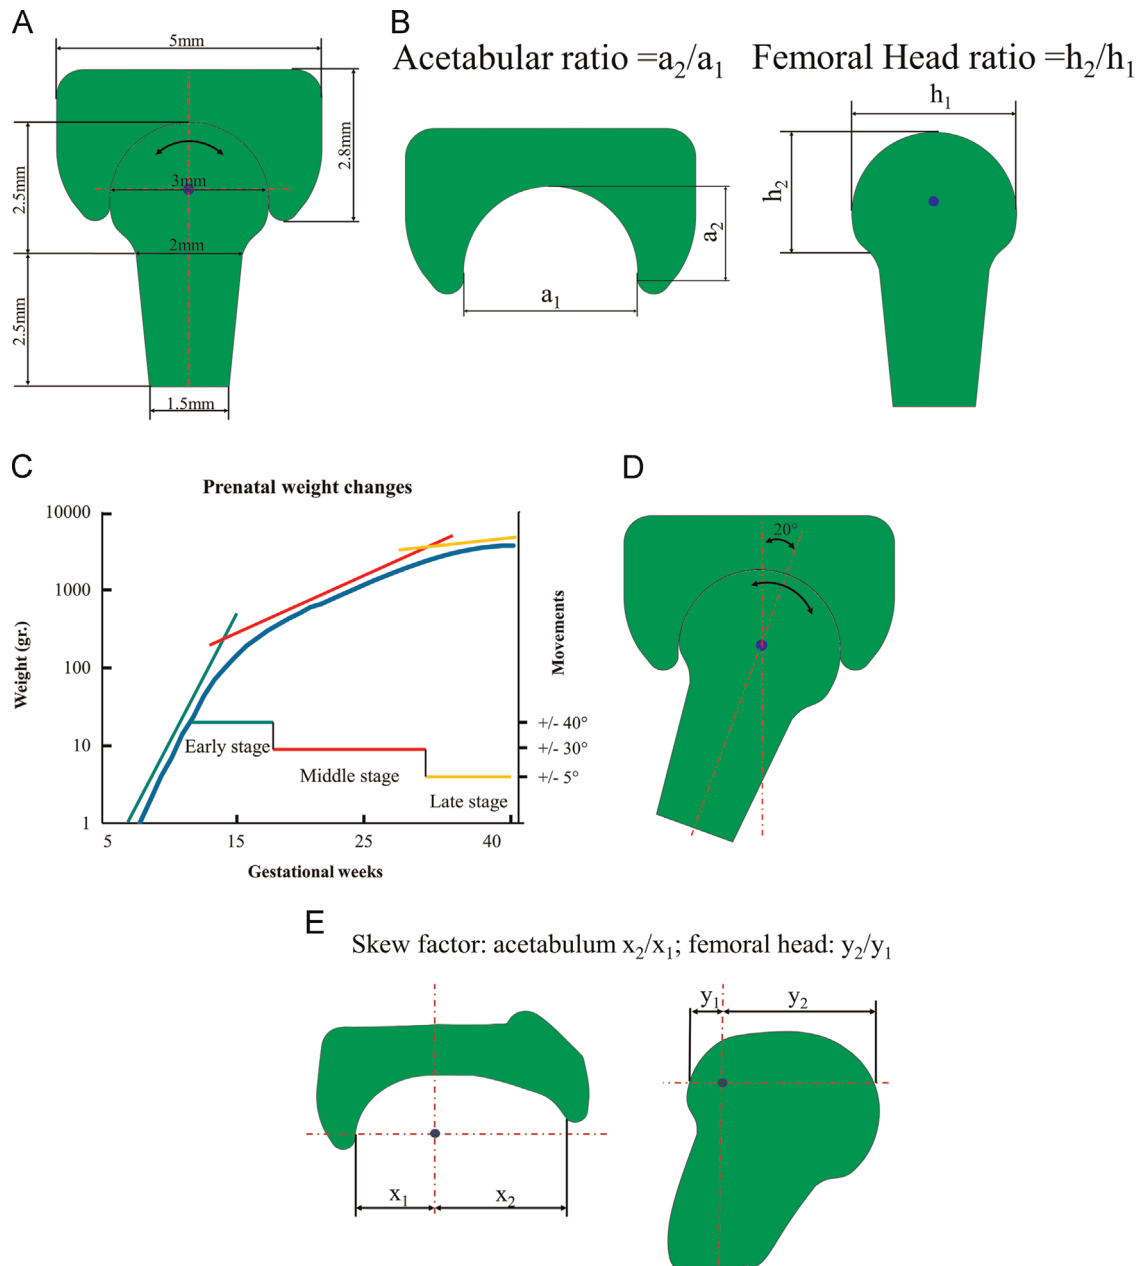 A
5mm
2.8mm
2.5mm
3mm
2mm
2.5mm
1.5mm
B
Acetabular ratio =a₂/a₁
Femoral Head ratio =h₂/h₁
a₂
a₁
h₁
h₂
C
Prenatal weight changes
10000
1000
100
10
1
Weight (gr.)
5
15
25
40
Gestational weeks
Movements
+/- 40°
+/- 30°
+/- 5°
Early stage
Middle stage
Late stage
D
20°
E
Skew factor: acetabulum x₂/x₁; femoral head: y₂/y₁
x₁
x₂
y₁
y₂